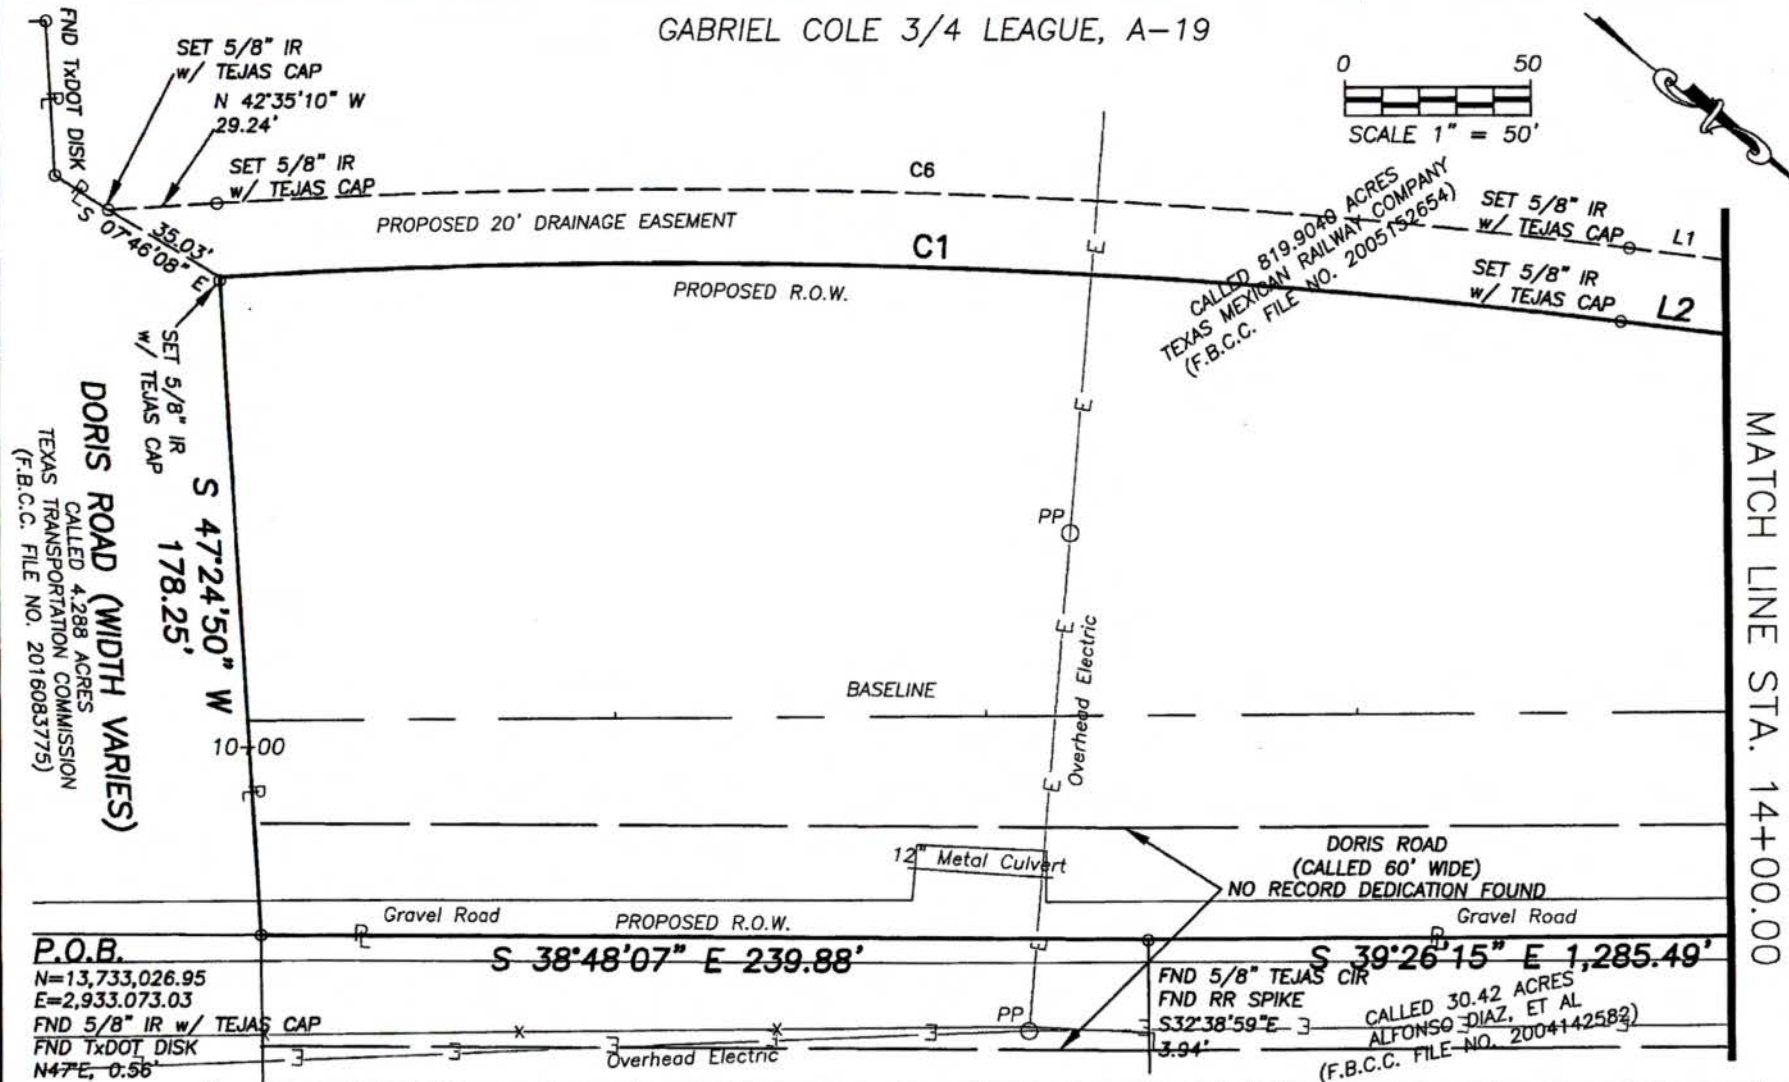 GABRIEL COLE 3/4 LEAGUE, A-19
0 50
SCALE 1" = 50'
FND TxDOT DISK
SET 5/8" IR
w/ TEJAS CAP
N 42°35'10" W
29.24'
SET 5/8" IR
w/ TEJAS CAP
C6
PROPOSED 20' DRAINAGE EASEMENT
C1
PROPOSED R.O.W.
35.03'
S 07°46'08" E
CALLED 819.9040 ACRES
TEXAS MEXICAN RAILWAY COMPANY
(F.B.C.C. FILE NO. 2005152654)
SET 5/8" IR
w/ TEJAS CAP
L1
SET 5/8" IR
w/ TEJAS CAP
L2
SET 5/8" IR
w/ TEJAS CAP
S 47°24'50" W
178.25'
DORIS ROAD (WIDTH VARIES)
CALLED 4.288 ACRES
TEXAS TRANSPORTATION COMMISSION
(F.B.C.C. FILE NO. 2016083775)
MATCH LINE STA. 14+00.00
E
E
PP
E
Overhead Electric
BASELINE
10+00
E
12" Metal Culvert
DORIS ROAD
(CALLED 60' WIDE)
NO RECORD DEDICATION FOUND
Gravel Road
PROPOSED R.O.W.
Gravel Road
P.O.B.
N=13,733,026.95
E=2,933.073.03
FND 5/8" IR w/ TEJAS CAP
FND TxDOT DISK
N47°E, 0.56'
S 38°48'07" E 239.88'
E
S 39°26'15" E 1,285.49'
FND 5/8" TEJAS CIR
FND RR SPIKE
S32°38'59"E
3.94'
CALLED 30.42 ACRES
ALFONSO DIAZ, ET AL
(F.B.C.C. FILE NO. 2004142582)
PP
Overhead Electric